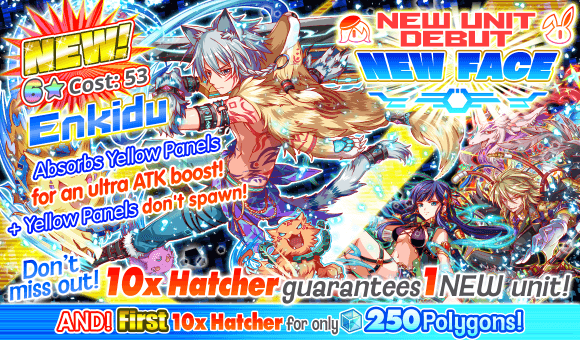 NEW!
NEW UNIT
DEBUT
NEW FACE
6★ Cost: 53
Enkidu
Absorbs Yellow Panels
for an ultra ATK boost!
+ Yellow Panels don't spawn!
Don't
miss out! 10x Hatcher guarantees 1 NEW unit!
AND! First 10x Hatcher for only 250 Polygons!